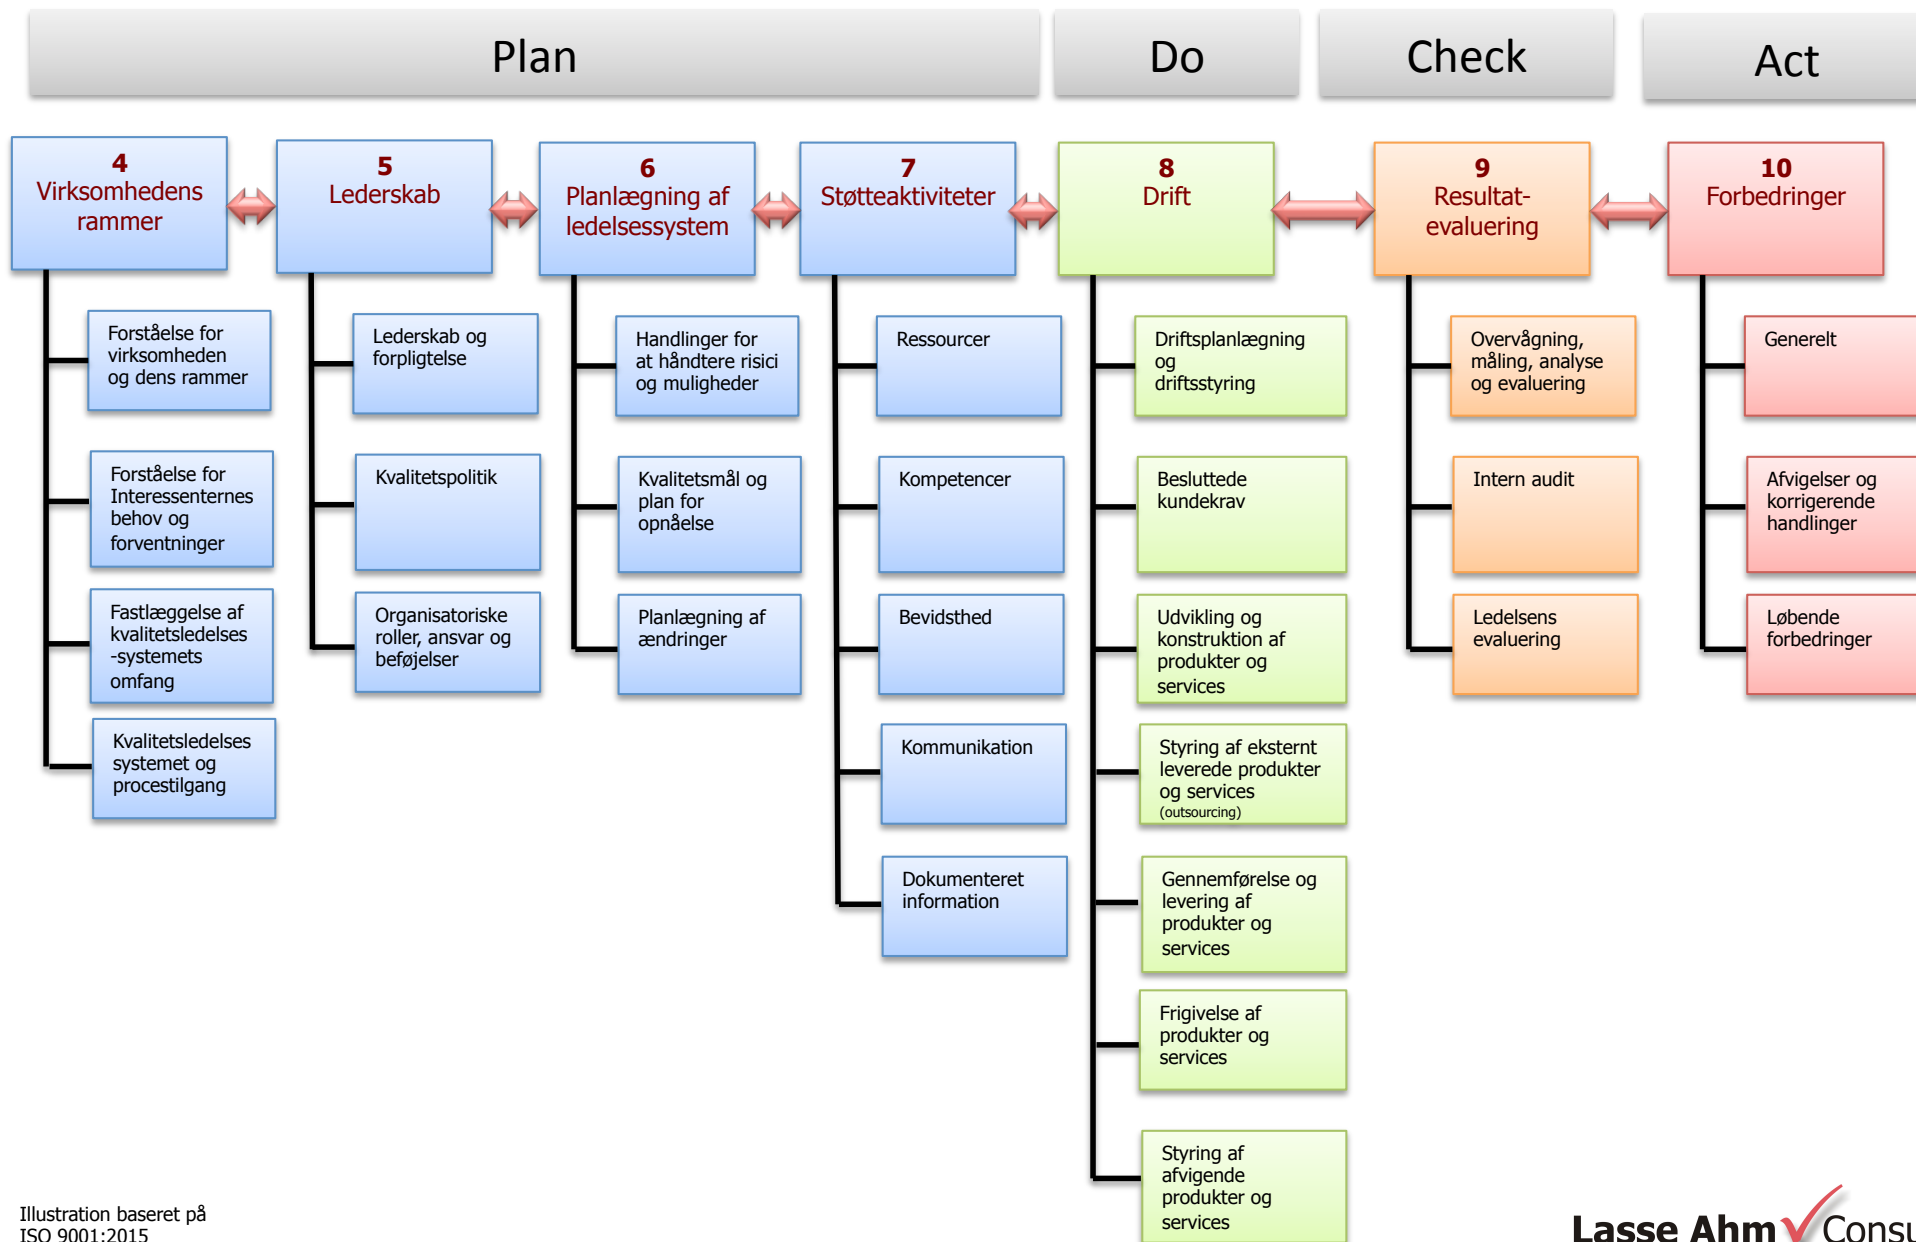 Plan
Do
Check
Act
4
Virksomhedens
rammer
5
Lederskab
6
Planlægning af
ledelsessystem
7
Støtteaktiviteter
8
Drift
9
Resultat-
evaluering
10
Forbedringer
Forståelse for
virksomheden
og dens rammer
Forståelse for
Interessenternes
behov og
forventninger
Fastlæggelse af
kvalitetsledelses
-systemets
omfang
Kvalitetsledelses
systemet og
procestilgang
Lederskab og
forpligtelse
Kvalitetspolitik
Organisatoriske
roller, ansvar og
beføjelser
Handlinger for
at håndtere risici
og muligheder
Kvalitetsmål og
plan for
opnåelse
Planlægning af
ændringer
Ressourcer
Kompetencer
Bevidsthed
Kommunikation
Dokumenteret
information
Driftsplanlægning
og
driftsstyring
Besluttede
kundekrav
Udvikling og
konstruktion af
produkter og
services
Styring af eksternt
leverede produkter
og services
(outsourcing)
Gennemførelse og
levering af
produkter og
services
Frigivelse af
produkter og
services
Styring af
afvigende
produkter og
services
Overvågning,
måling, analyse
og evaluering
Intern audit
Ledelsens
evaluering
Generelt
Afvigelser og
korrigerende
handlinger
Løbende
forbedringer
Illustration baseret på
ISO 9001:2015
Lasse Ahm Consu